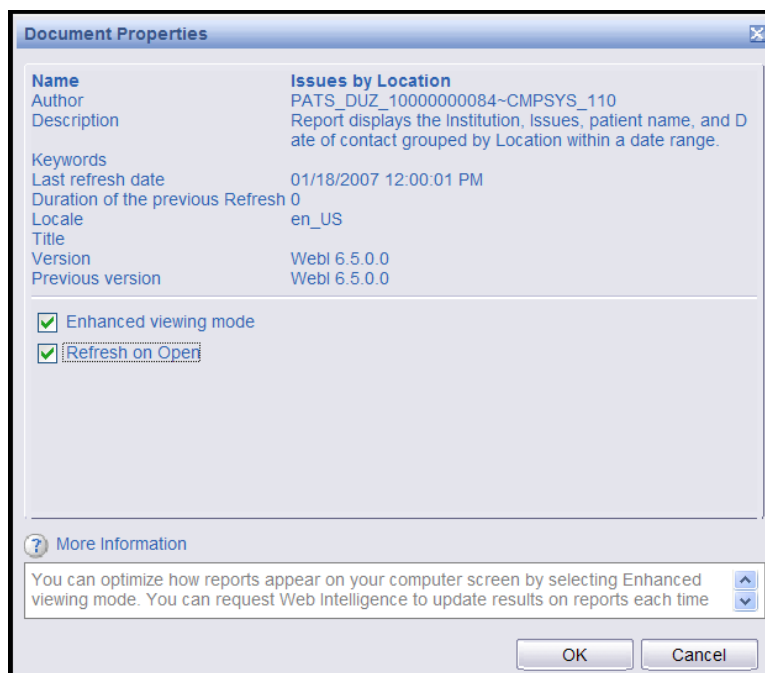 Document Properties
Name Issues by Location
Author PATS_DUZ_10000000084~CMPSYS_110
Description Report displays the Institution, Issues, patient name, and D
ate of contact grouped by Location within a date range.
Keywords
Last refresh date 01/18/2007 12:00:01 PM
Duration of the previous Refresh 0
Locale en_US
Title
Version WebI 6.5.0.0
Previous version WebI 6.5.0.0
Enhanced viewing mode
Refresh on Open
? More Information
You can optimize how reports appear on your computer screen by selecting Enhanced
viewing mode. You can request Web Intelligence to update results on reports each time
OK Cancel